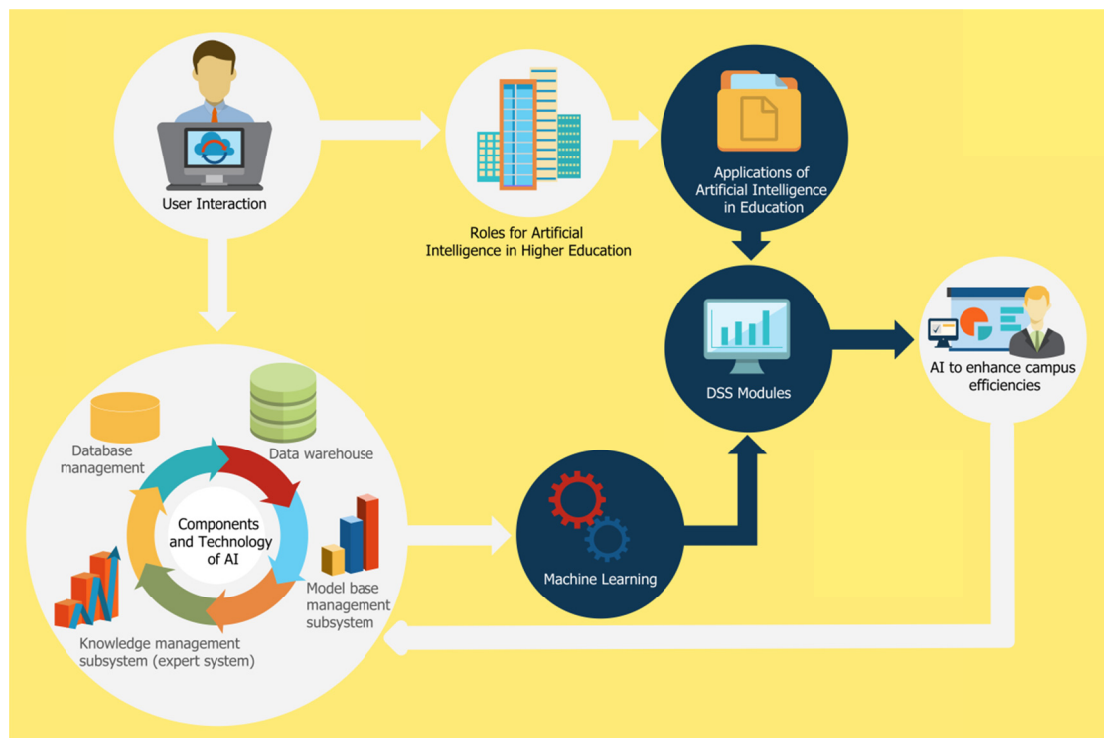 User Interaction
Roles for Artificial
Intelligence in Higher Education
Applications of
Artificial Intelligence
in Education
DSS Modules
AI to enhance campus
efficiencies
Database
management
Data warehouse
Components
and Technology
of AI
Model base
management
subsystem
Knowledge management
subsystem (expert system)
Machine Learning